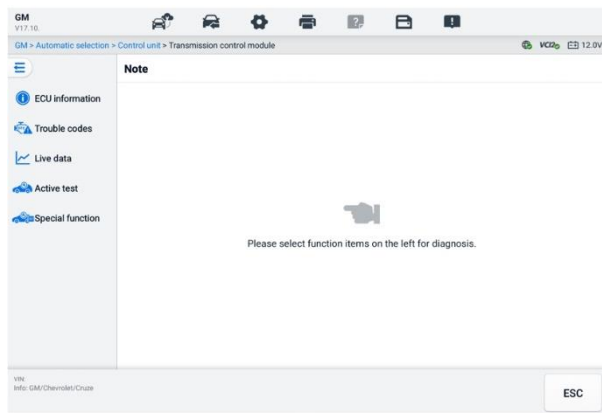 GM
V17.10.
GM > Automatic selection > Control unit > Transmission control module
VCI 12.0V
Note
ECU information
Trouble codes
Live data
Active test
Special function
Please select function items on the left for diagnosis.
VIN:
Info: GM/Chevrolet/Cruze
ESC